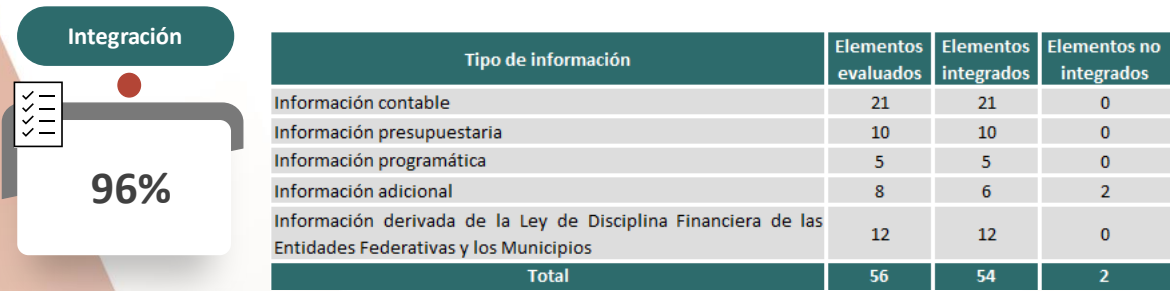 Integración
96%
Tipo de información Elementos evaluados Elementos integrados Elementos no integrados
Información contable 21 21 0
Información presupuestaria 10 10 0
Información programática 5 5 0
Información adicional 8 6 2
Información derivada de la Ley de Disciplina Financiera de las
Entidades Federativas y los Municipios 12 12 0
Total 56 54 2